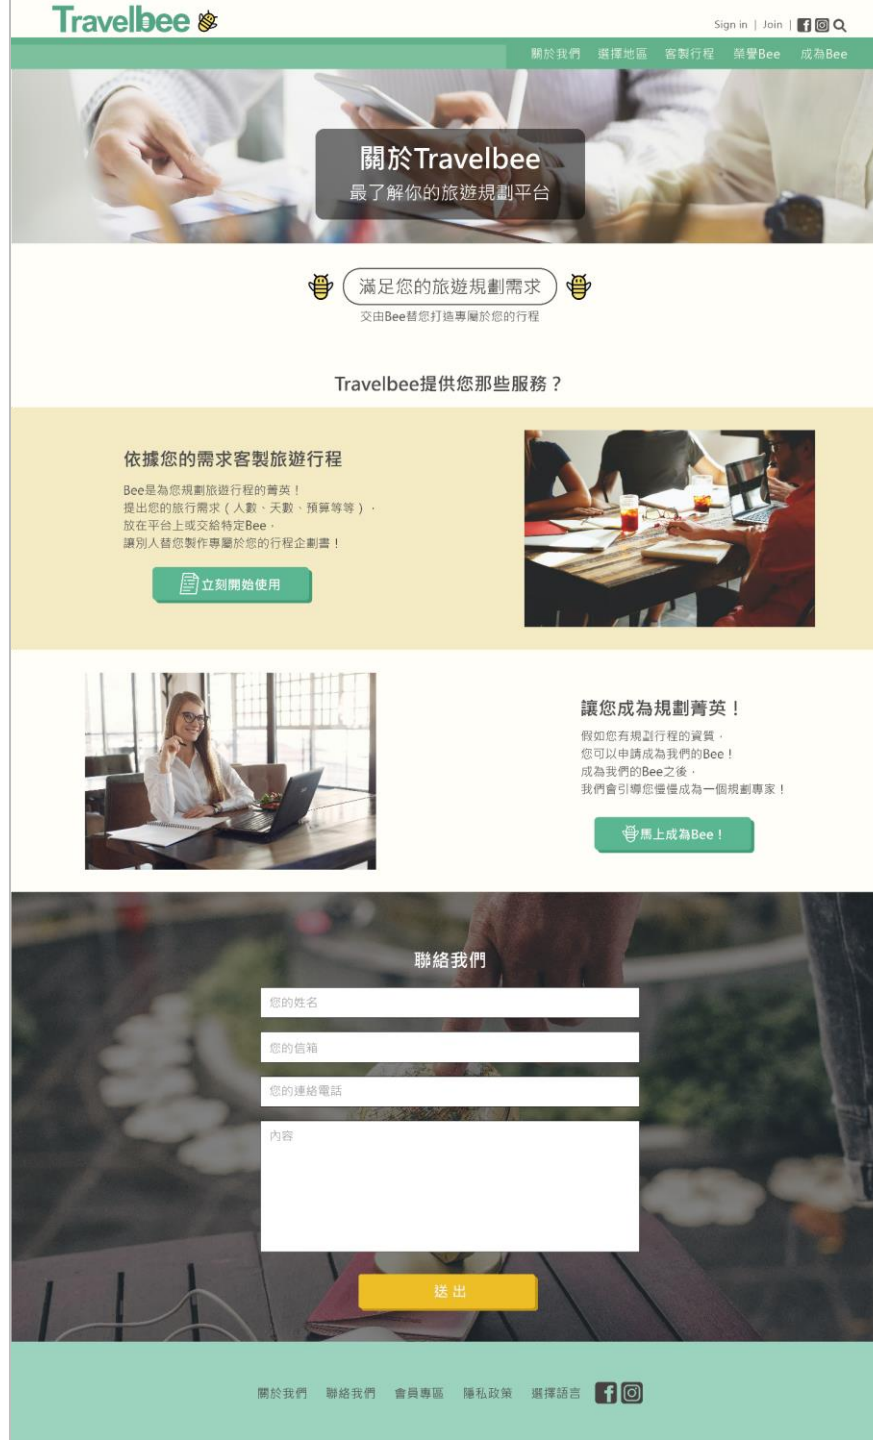 Travelbee
Sign in | Join |
關於我們 選擇地區 客製行程 榮譽Bee 成為Bee
關於Travelbee
最了解你的旅遊規劃平台
滿足您的旅遊規劃需求
交由Bee替您打造專屬於您的行程
Travelbee提供您那些服務？
依據您的需求客製旅遊行程
Bee是為您規劃旅遊行程的菁英！
提出您的旅行需求（人數、天數、預算等等），
放在平台上或交給特定Bee，
讓別人替您製作專屬於您的行程企劃書！
立刻開始使用
讓您成為規劃菁英！
假如您有規劃行程的資質，
您可以申請成為我們的Bee！
成為我們的Bee之後，
我們會引導您慢慢成為一個規劃專家！
馬上成為Bee！
聯絡我們
您的姓名
您的信箱
您的連絡電話
內容
送出
關於我們 聯絡我們 會員專區 隱私政策 選擇語言